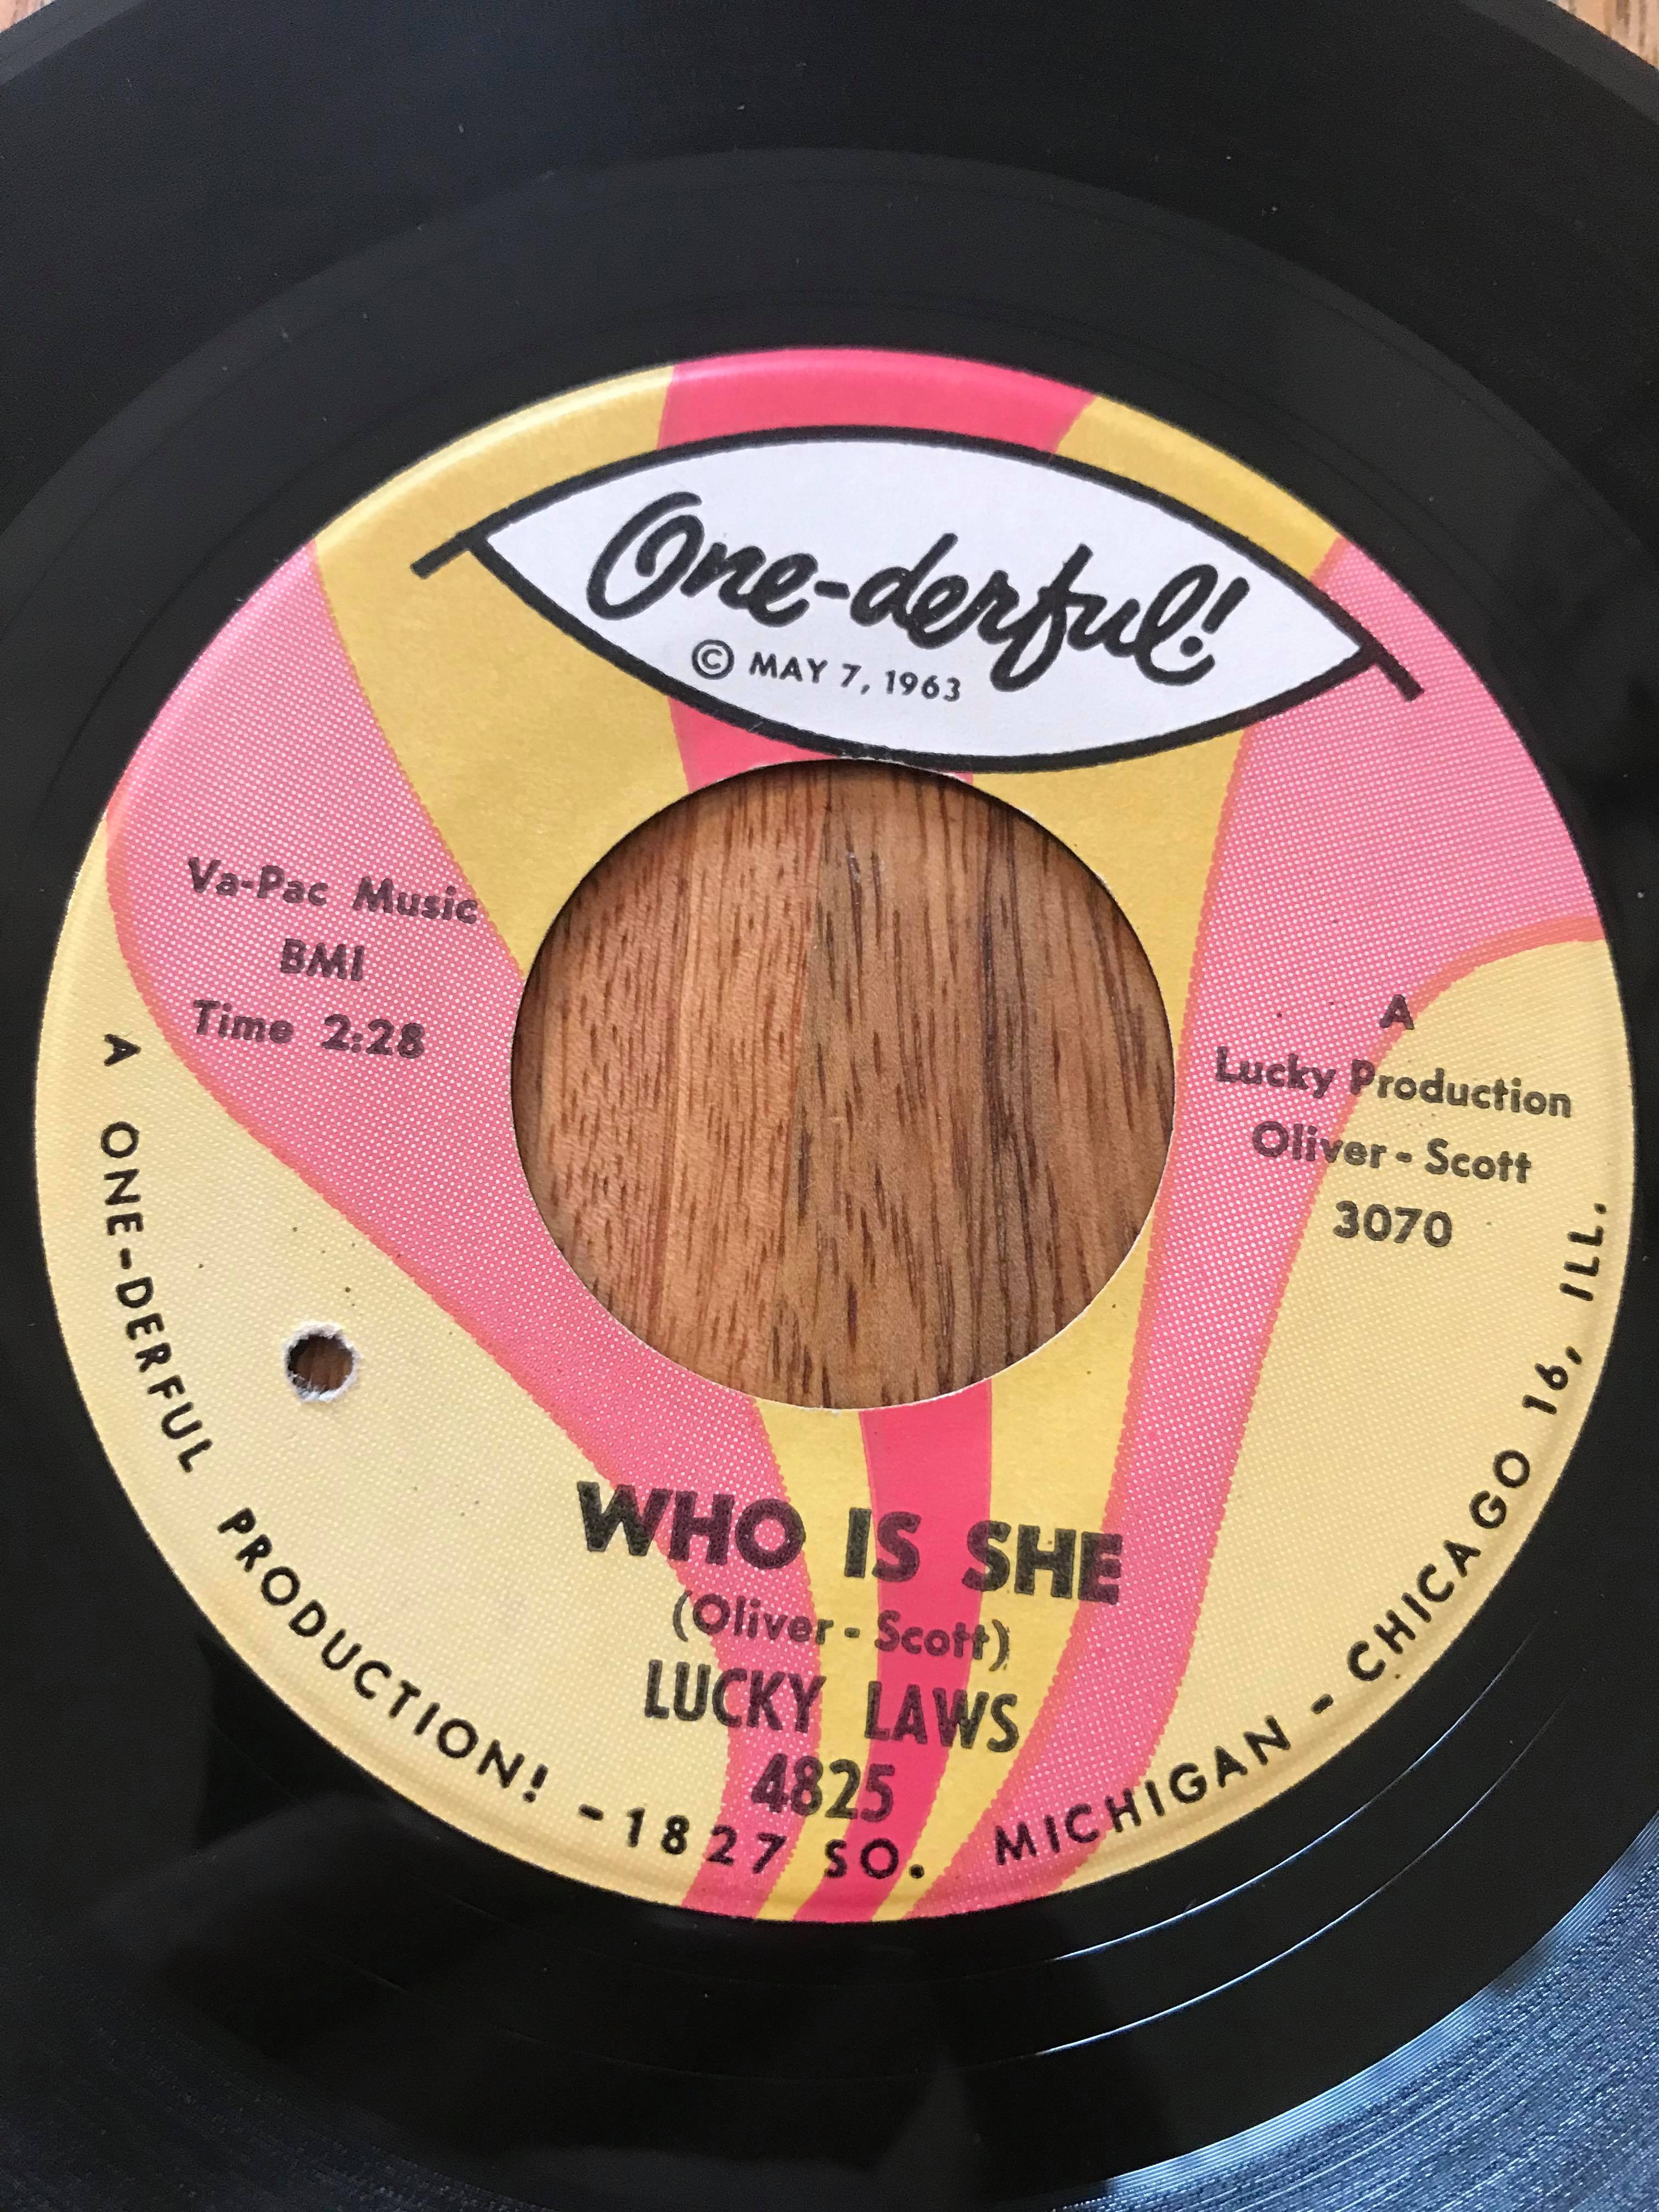 One-derful!
© MAY 7, 1963
Va-Pac Music
BMI
Time 2:28
A
Lucky Production
Oliver - Scott
3070
WHO IS SHE
(Oliver - Scott)
LUCKY LAWS
4825
A ONE-DERFUL PRODUCTION! - 1827 SO. MICHIGAN - CHICAGO 16, ILL.